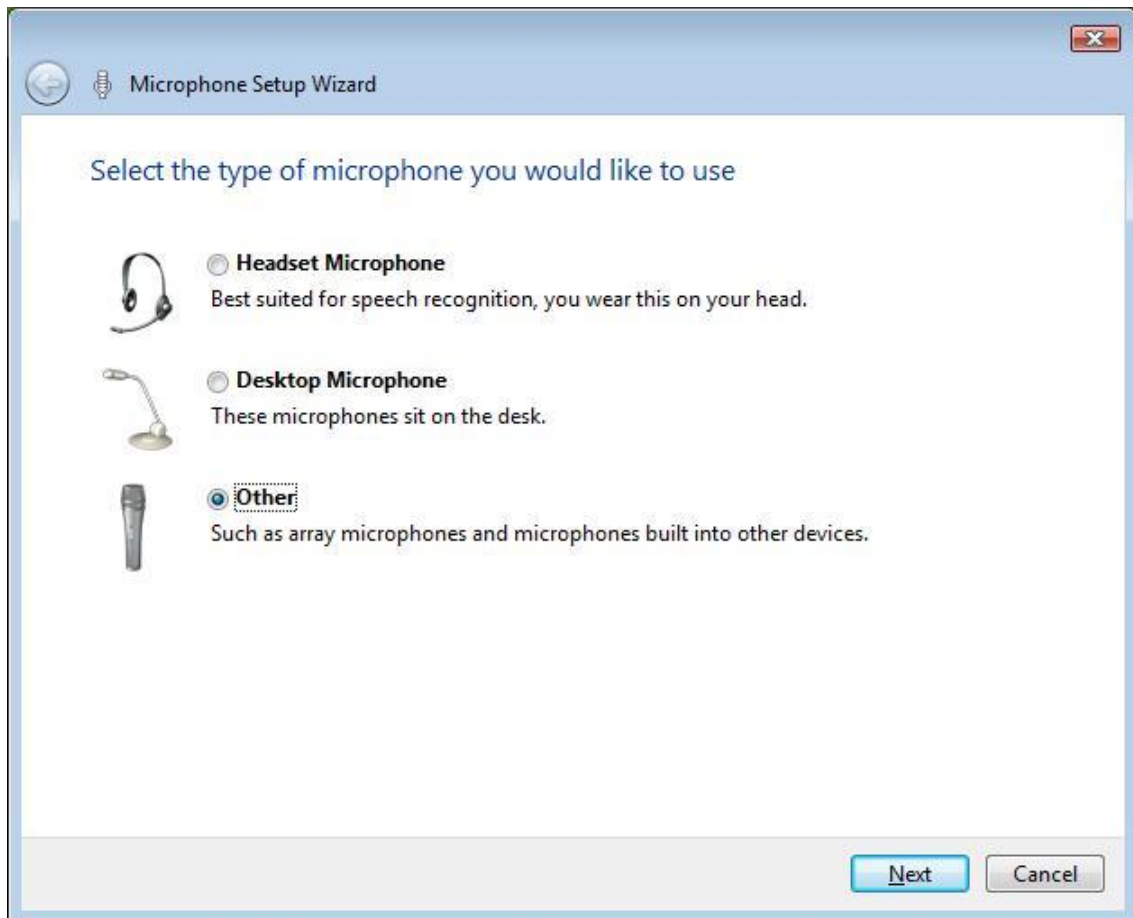 Microphone Setup Wizard
Select the type of microphone you would like to use
Headset Microphone
Best suited for speech recognition, you wear this on your head.
Desktop Microphone
These microphones sit on the desk.
Other
Such as array microphones and microphones built into other devices.
Next Cancel